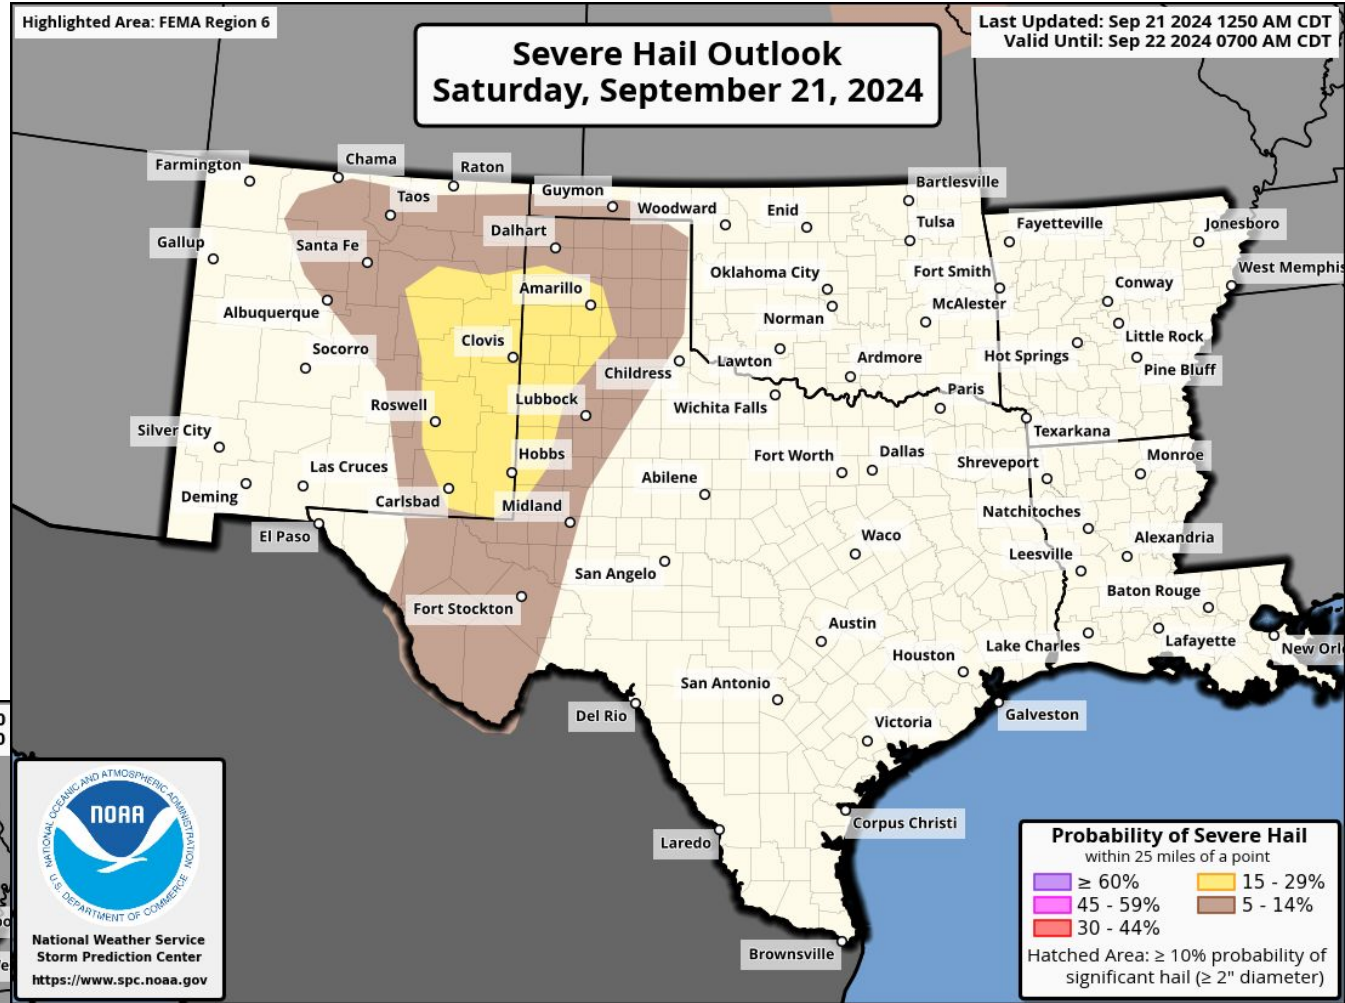 Highlighted Area: FEMA Region 6
Severe Hail Outlook
Saturday, September 21, 2024
Last Updated: Sep 21 2024 1250 AM CDT
Valid Until: Sep 22 2024 0700 AM CDT
Farmington
Chama
Raton
Taos
Guymon
Woodward
Enid
Bartlesville
Tulsa
Fayetteville
Jonesboro
Gallup
Santa Fe
Dalhart
Oklahoma City
Fort Smith
West Memphis
Amarillo
Conway
Albuquerque
Norman
McAlester
Little Rock
Socorro
Clovis
Childress
Lawton
Ardmore
Hot Springs
Pine Bluff
Roswell
Lubbock
Wichita Falls
Paris
Texarkana
Silver City
Las Cruces
Hobbs
Fort Worth
Dallas
Shreveport
Monroe
Deming
Carlsbad
Midland
Abilene
Natchitoches
El Paso
Waco
Leesville
Alexandria
San Angelo
Baton Rouge
Fort Stockton
Austin
Lake Charles
Lafayette
New Orl
Houston
San Antonio
Del Rio
Victoria
Galveston
Laredo
Corpus Christi
Brownsville
NATIONAL OCEANIC AND ATMOSPHERIC ADMINISTRATION
NOAA
U.S. DEPARTMENT OF COMMERCE
National Weather Service
Storm Prediction Center
https://www.spc.noaa.gov
Probability of Severe Hail
within 25 miles of a point
≥ 60%
15 - 29%
45 - 59%
5 - 14%
30 - 44%
Hatched Area: ≥ 10% probability of
significant hail (≥ 2" diameter)